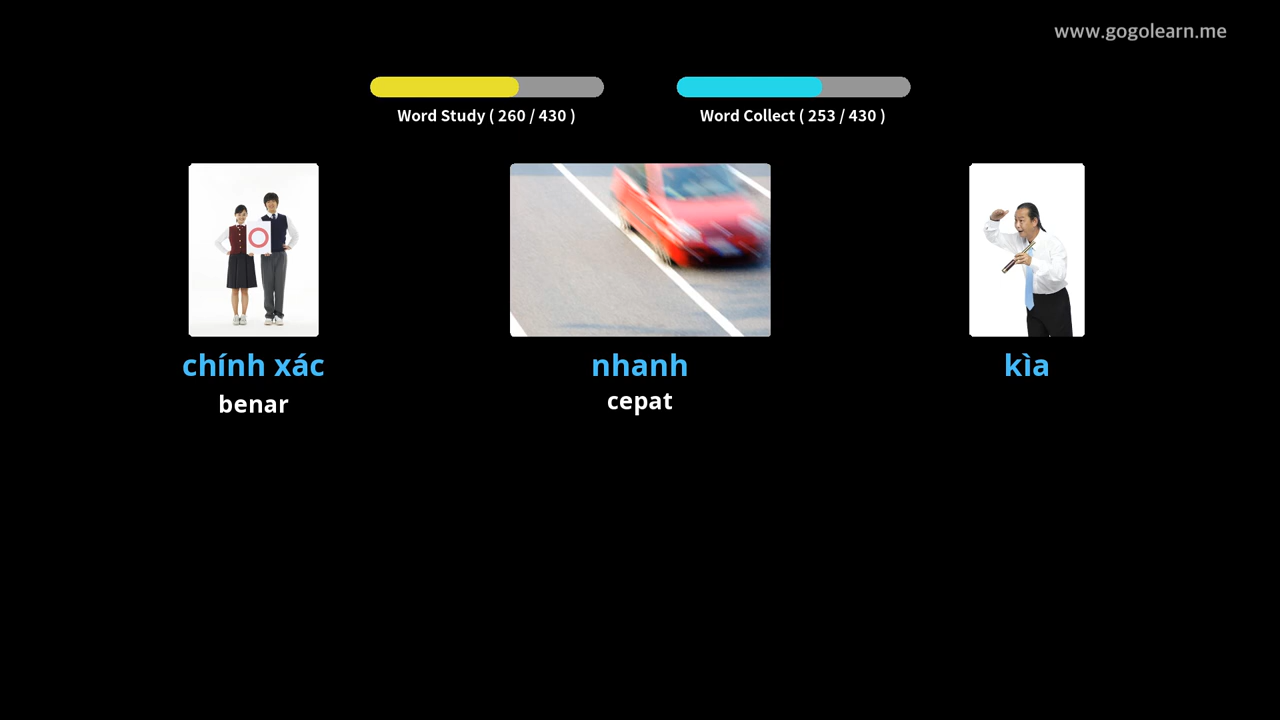 www.gogolearn.me
Word Study ( 260 / 430 )
Word Collect ( 253 / 430 )
chính xác
benar
nhanh
cepat
kìa